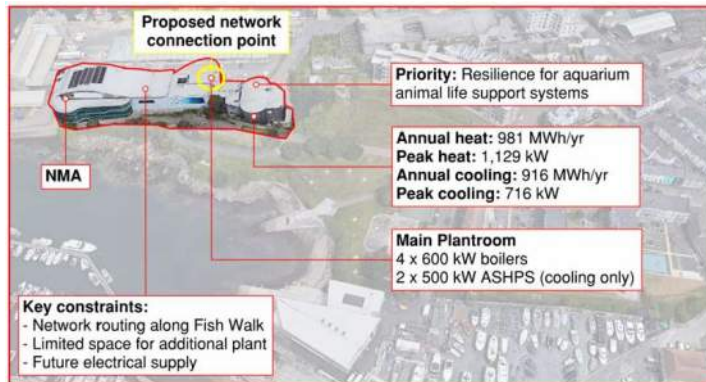 Proposed network
connection point
Priority: Resilience for aquarium
animal life support systems
Annual heat: 981 MWh/yr
Peak heat: 1,129 kW
Annual cooling: 916 MWh/yr
Peak cooling: 716 kW
NMA
Main Plantroom
4 x 600 kW boilers
2 x 500 kW ASHPS (cooling only)
Key constraints:
- Network routing along Fish Walk
- Limited space for additional plant
- Future electrical supply